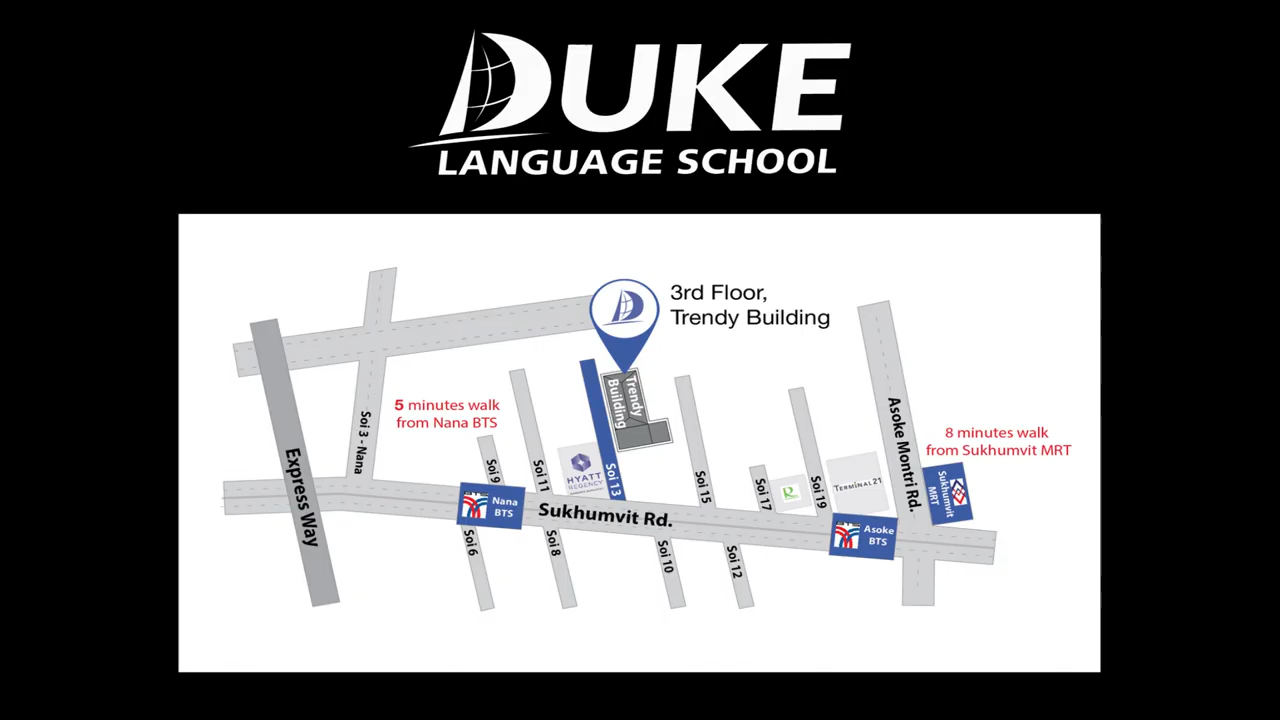 DUKE
LANGUAGE SCHOOL
3rd Floor,
Trendy Building
Trendy
Building
5 minutes walk
from Nana BTS
8 minutes walk
from Sukhumvit MRT
Express Way
Soi 3 - Nana
Soi 9
Soi 11
HYATT
REGENCY
Soi 13
Soi 15
Soi 17
R
Soi 19
TERMINAL 21
Asoke Montri Rd.
Sukhumvit
MRT
Nana
BTS
Sukhumvit Rd.
Asoke
BTS
Soi 6
Soi 8
Soi 10
Soi 12